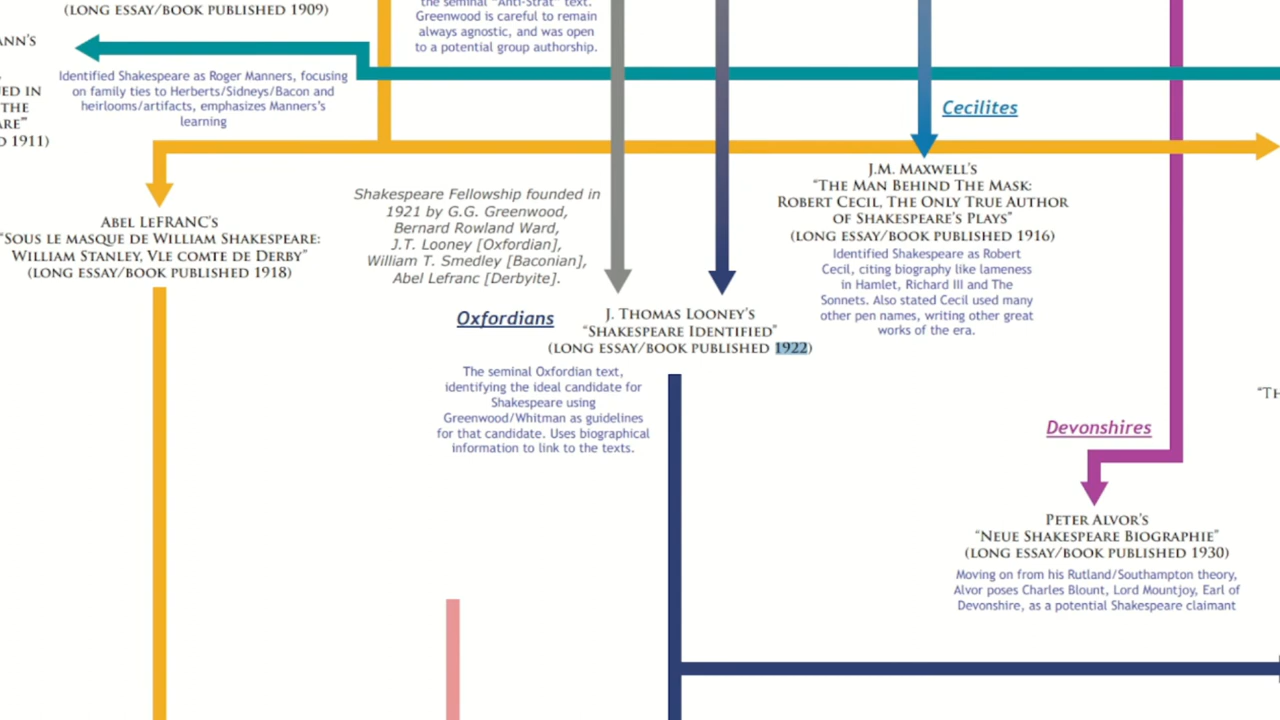 (LONG ESSAY/BOOK PUBLISHED 1909)
ANN'S
ED IN
THE
ARE"
D 1911)
Identified Shakespeare as Roger Manners, focusing
on family ties to Herberts/Sidneys/Bacon and
heirlooms/artifacts, emphasizes Manners's
learning
the seminal "Anti-Strat" text.
Greenwood is careful to remain
always agnostic, and was open
to a potential group authorship.
Cecilites
J.M. MAXWELL'S
"THE MAN BEHIND THE MASK:
ROBERT CECIL, THE ONLY TRUE AUTHOR
OF SHAKESPEARE'S PLAYS"
(LONG ESSAY/BOOK PUBLISHED 1916)
Identified Shakespeare as Robert
Cecil, citing biography like lameness
in Hamlet, Richard III and The
Sonnets. Also stated Cecil used many
other pen names, writing other great
works of the era.
ABEL LEFRANC'S
"SOUS LE MASQUE DE WILLIAM SHAKESPEARE:
WILLIAM STANLEY, VLE COMTE DE DERBY"
(LONG ESSAY/BOOK PUBLISHED 1918)
Shakespeare Fellowship founded in
1921 by G.G. Greenwood,
Bernard Rowland Ward,
J.T. Looney [Oxfordian],
William T. Smedley [Baconian],
Abel Lefranc [Derbyite].
Oxfordians
J. THOMAS LOONEY'S
"SHAKESPEARE IDENTIFIED"
(LONG ESSAY/BOOK PUBLISHED 1922)
The seminal Oxfordian text,
identifying the ideal candidate for
Shakespeare using
Greenwood/Whitman as guidelines
for that candidate. Uses biographical
information to link to the texts.
"TH
Devonshires
PETER ALVOR'S
"NEUE SHAKESPEARE BIOGRAPHIE"
(LONG ESSAY/BOOK PUBLISHED 1930)
Moving on from his Rutland/Southampton theory,
Alvor poses Charles Blount, Lord Mountjoy, Earl of
Devonshire, as a potential Shakespeare claimant